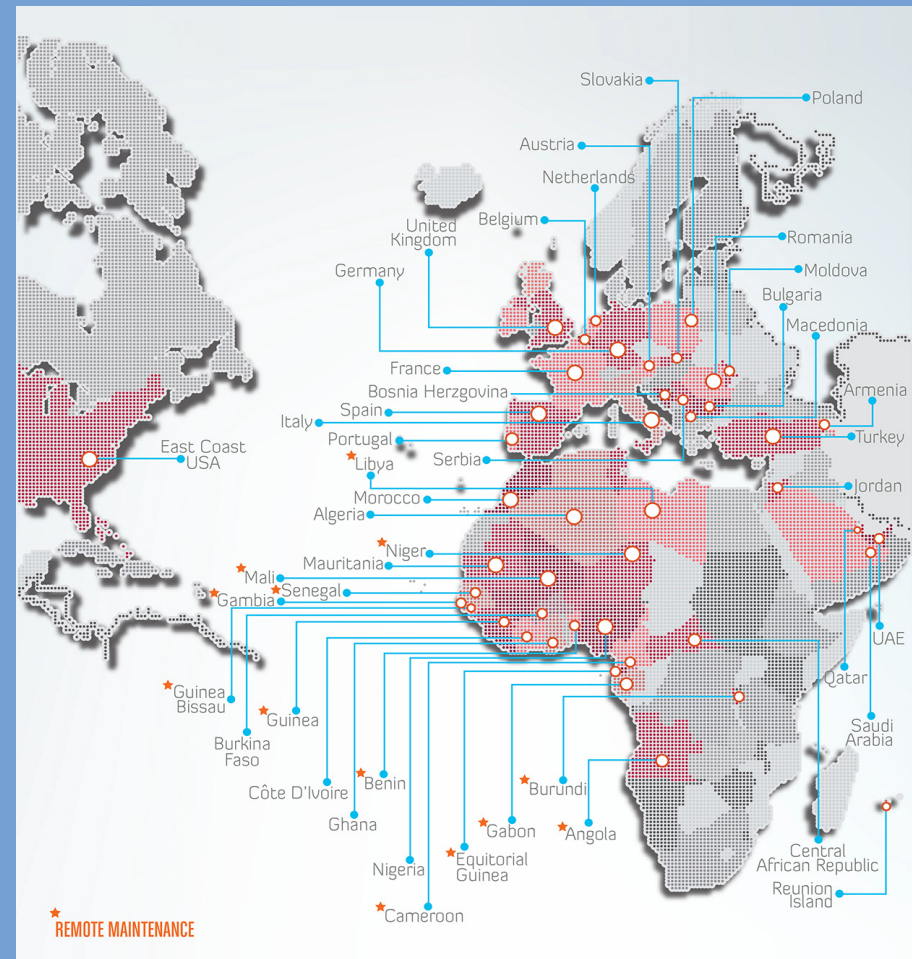 Slovakia
Poland
Austria
Netherlands
Belgium
United
Kingdom
Romania
Germany
Moldova
Bulgaria
Macedonia
France
Bosnia Herzgovina
Armenia
Spain
Italy
Portugal
Turkey
East Coast
USA
Serbia
Libya
Jordan
Morocco
Algeria
Niger
Mauritania
Mali
Senegal
Gambia
UAE
Qatar
Guinea
Bissau
Guinea
Saudi
Arabia
Burkina
Faso
Benin
Burundi
Côte D'Ivoire
Ghana
Gabon
Angola
Central
African Republic
Nigeria
Equitorial
Guinea
Reunion
Island
Cameroon
REMOTE MAINTENANCE